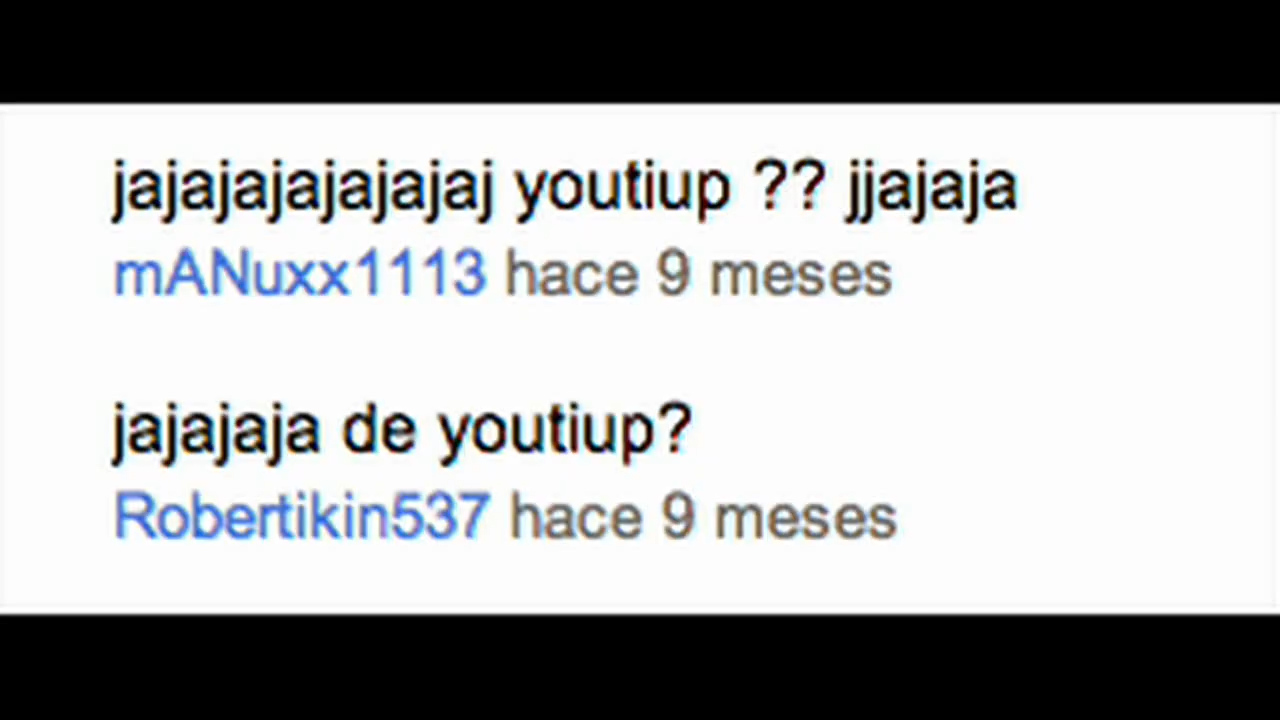 jajajajajajajaj youtiup ?? jjajaja
mANuxx1113 hace 9 meses
jajajaja de youtiup?
Robertikin537 hace 9 meses